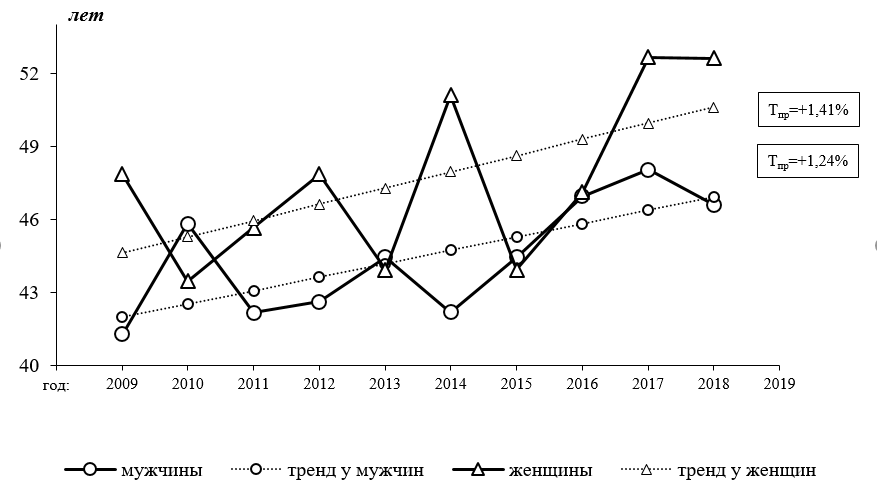 лет
52
49
46
43
40
Тпр=+1,41%
Тпр=+1,24%
год: 2009 2010 2011 2012 2013 2014 2015 2016 2017 2018 2019
мужчины тренд у мужчин женщины тренд у женщин